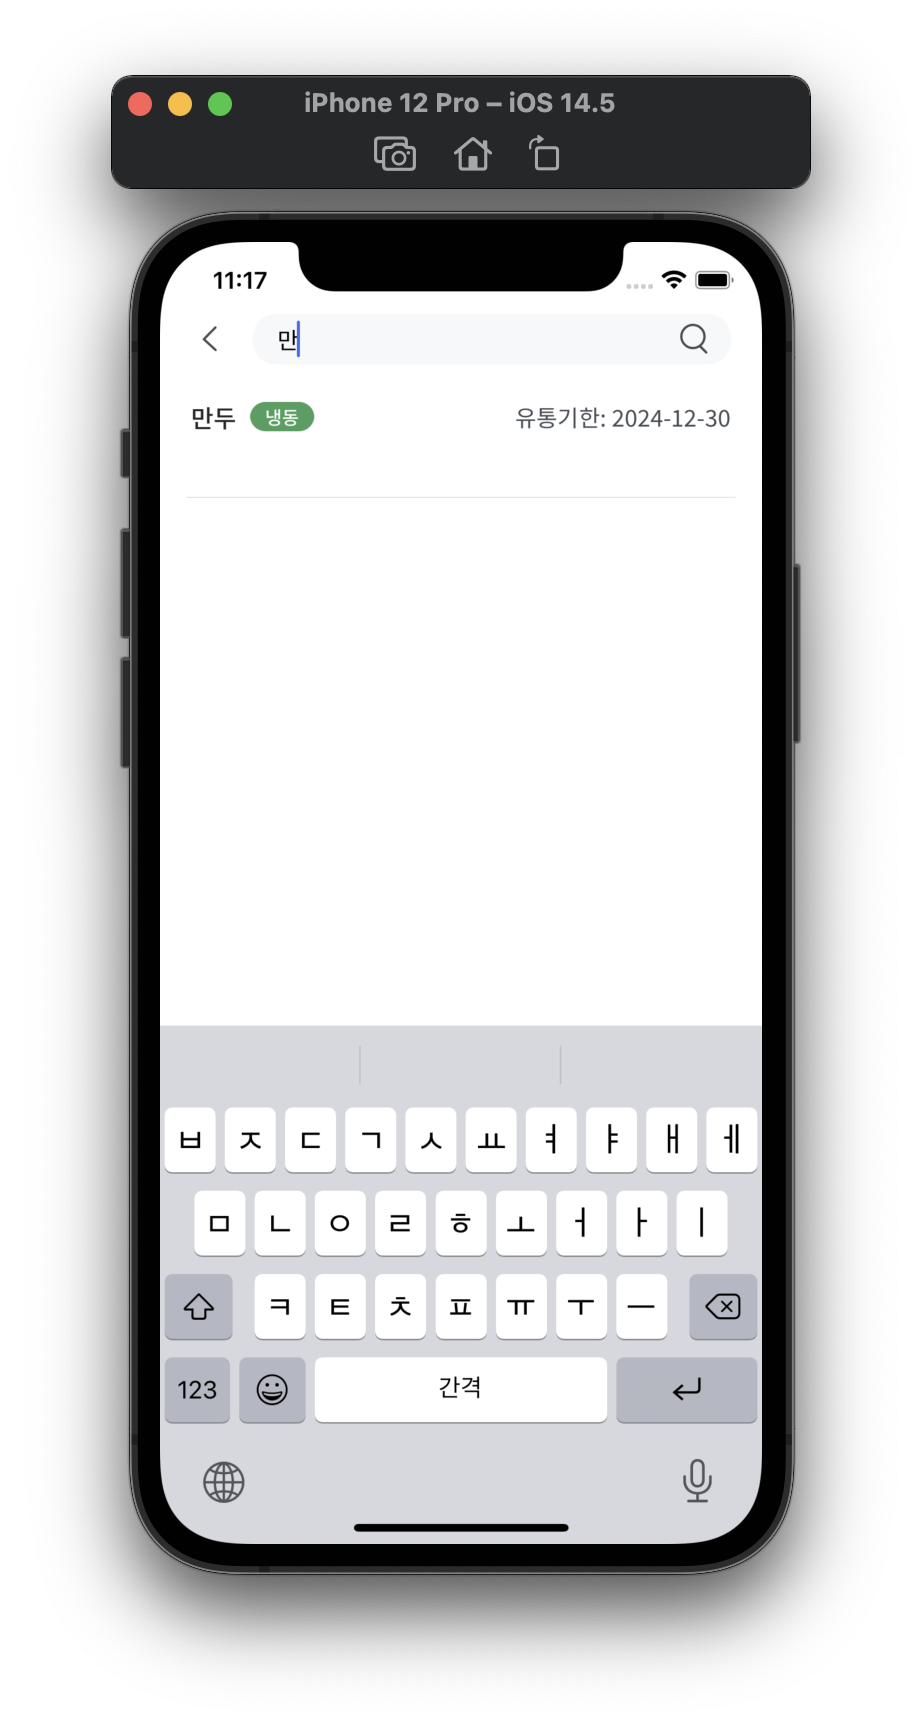 iPhone 12 Pro – iOS 14.5
11:17
만
만두 냉동 유통기한: 2024-12-30
ㅂ ㅈ ㄷ ㄱ ㅅ ㅛ ㅕ ㅑ ㅐ ㅔ
ㅁ ㄴ ㅇ ㄹ ㅎ ㅗ ㅓ ㅏ ㅣ
ㅋ ㅌ ㅊ ㅍ ㅠ ㅜ ㅡ
123 간격